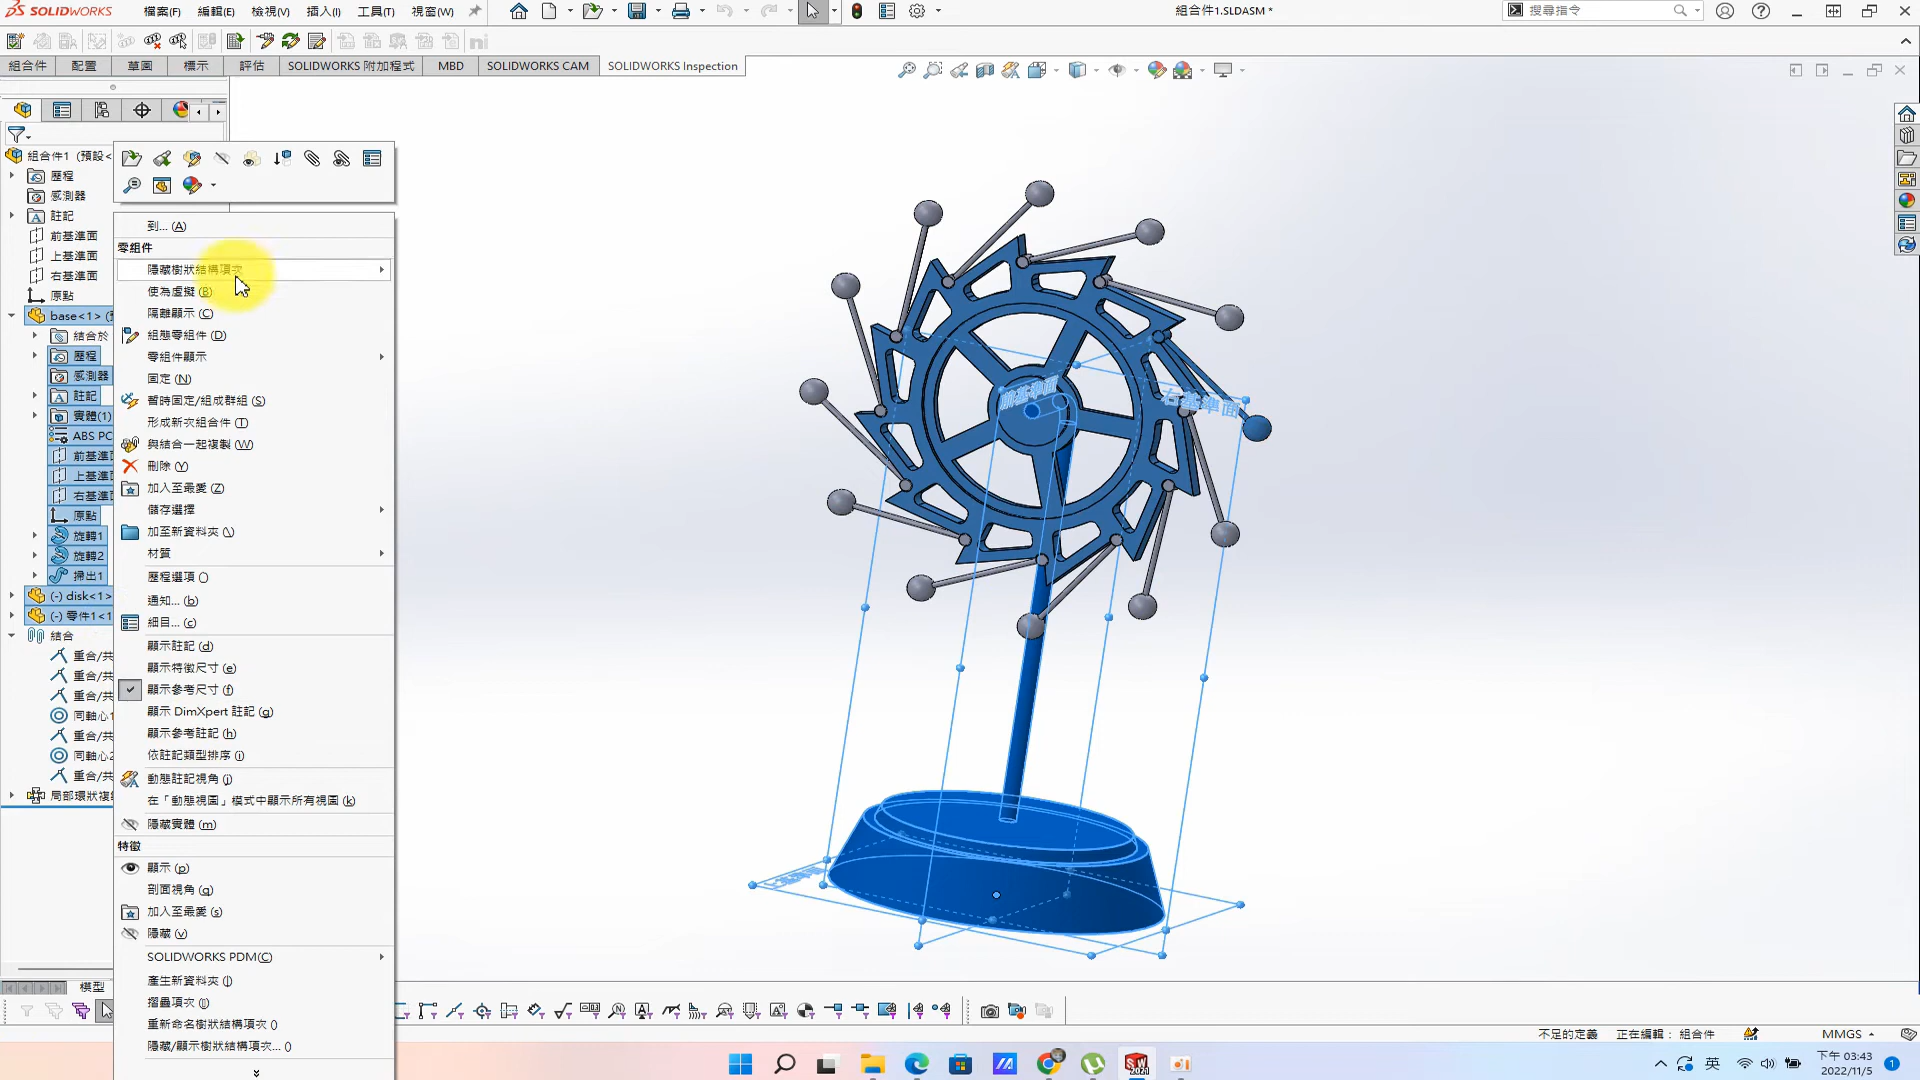 SOLIDWORKS
檔案(F)
編輯(E)
檢視(V)
插入(I)
工具(T)
視窗(W)
組合件1.SLDASM *
搜尋指令
組合件
配置
草圖
標示
評估
SOLIDWORKS 附加程式
MBD
SOLIDWORKS CAM
SOLIDWORKS Inspection
組合件1 (預設<
歷程
感測器
註記
前基準面
上基準面
右基準面
原點
base<1> (
結合於
歷程
感測器
註記
實體(1)
ABS PC
前基準面
上基準面
右基準面
原點
旋轉1
旋轉2
掃出1
(-) disk<1>
(-) 零件1<1
結合
重合/共
重合/共
重合/共
同軸心1
重合/共
同軸心2
重合/共
局部環狀複
模型
到... (A)
零組件
隱藏樹狀結構項次
使為虛擬 (B)
隔離顯示 (C)
組態零組件 (D)
零組件顯示
固定 (N)
暫時固定/組成群組 (S)
形成新次組合件 (T)
與結合一起複製 (W)
刪除 (Y)
加入至最愛 (Z)
儲存選擇
加至新資料夾 (\)
材質
歷程選項 ()
通知... (b)
細目... (c)
顯示註記 (d)
顯示特徵尺寸 (e)
顯示參考尺寸 (f)
顯示 DimXpert 註記 (g)
顯示參考註記 (h)
依註記類型排序 (i)
動態註記視角 (j)
在「動態視圖」模式中顯示所有視圖 (k)
隱藏實體 (m)
特徵
顯示 (p)
剖面視角 (q)
加入至最愛 (s)
隱藏 (v)
SOLIDWORKS PDM(C)
產生新資料夾 (])
摺疊項次 ([)
重新命名樹狀結構項次 ()
隱藏/顯示樹狀結構項次... ()
前基準面
右基準面
不足的定義
正在編輯： 組合件
MMGS
英
下午 03:43
2022/11/5
1